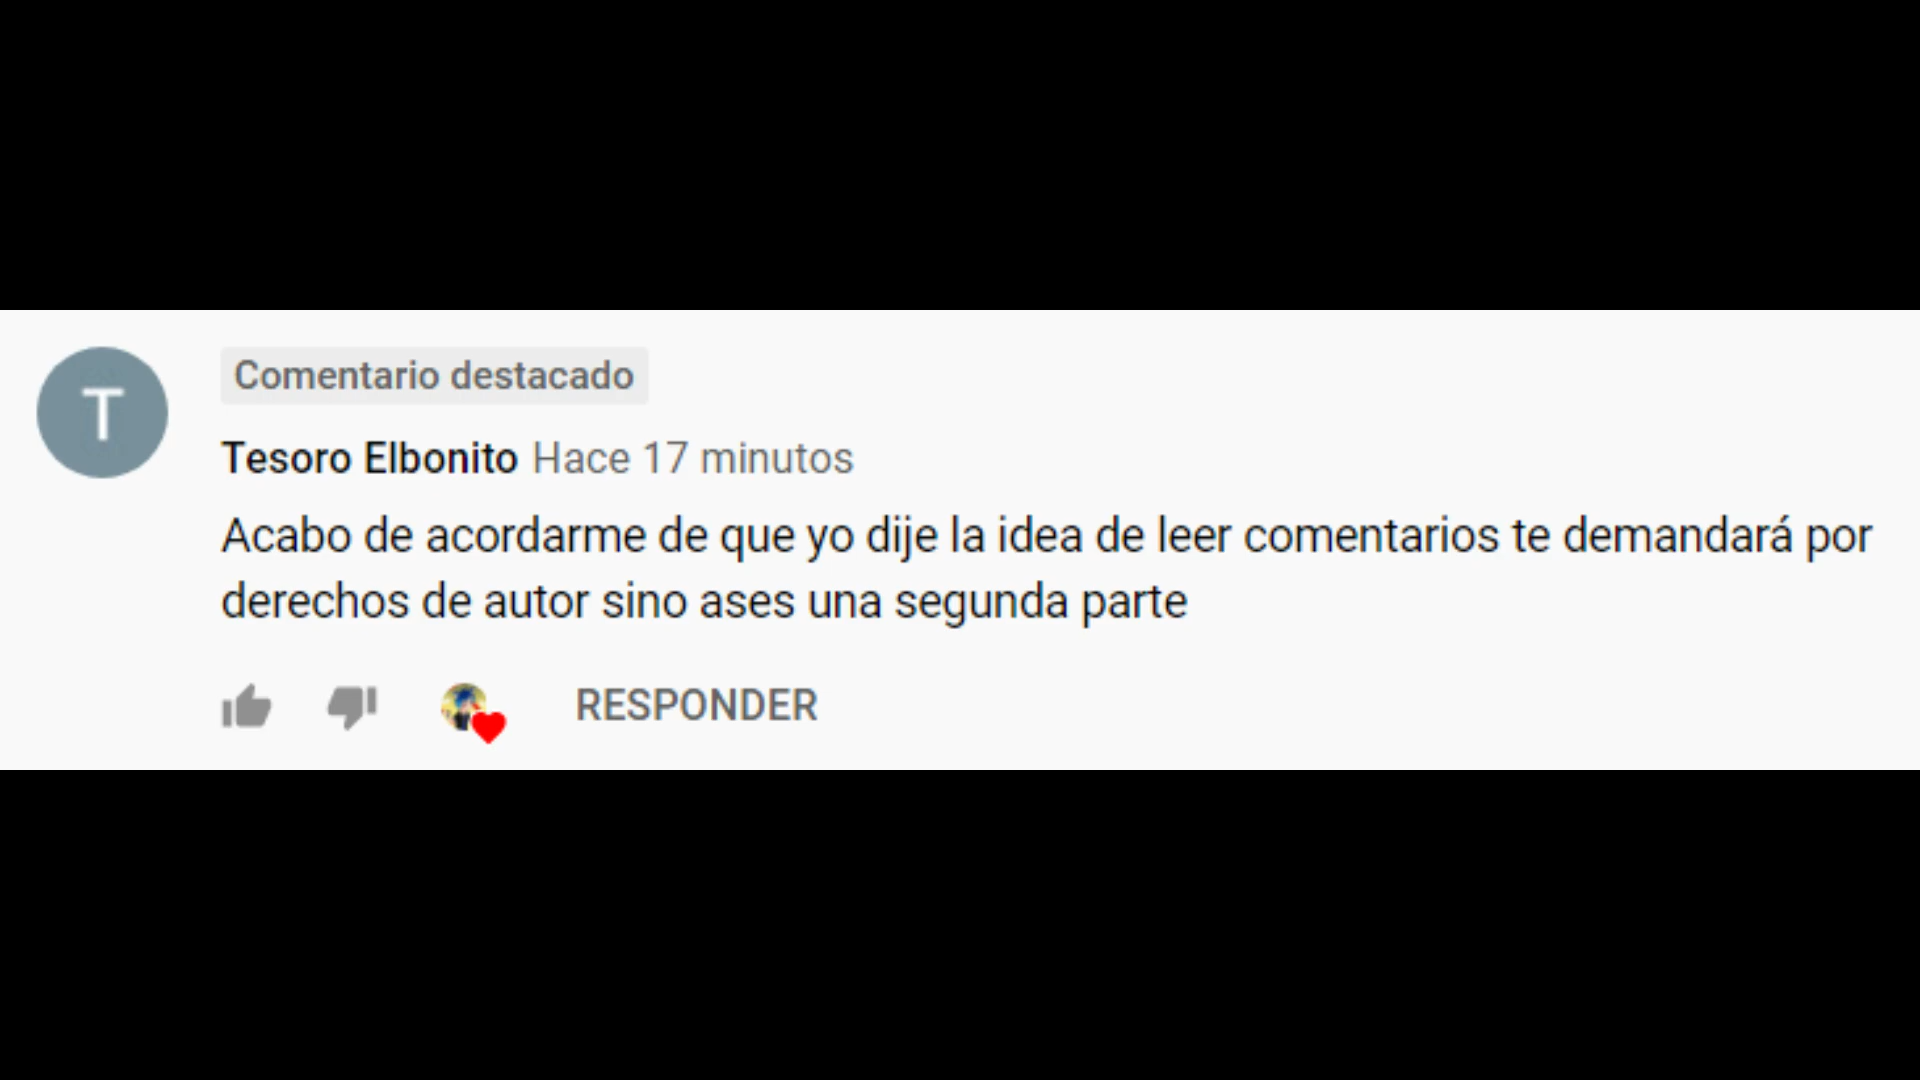 T
Comentario destacado
Tesoro Elbonito Hace 17 minutos
Acabo de acordarme de que yo dije la idea de leer comentarios te demandará por
derechos de autor sino ases una segunda parte
RESPONDER